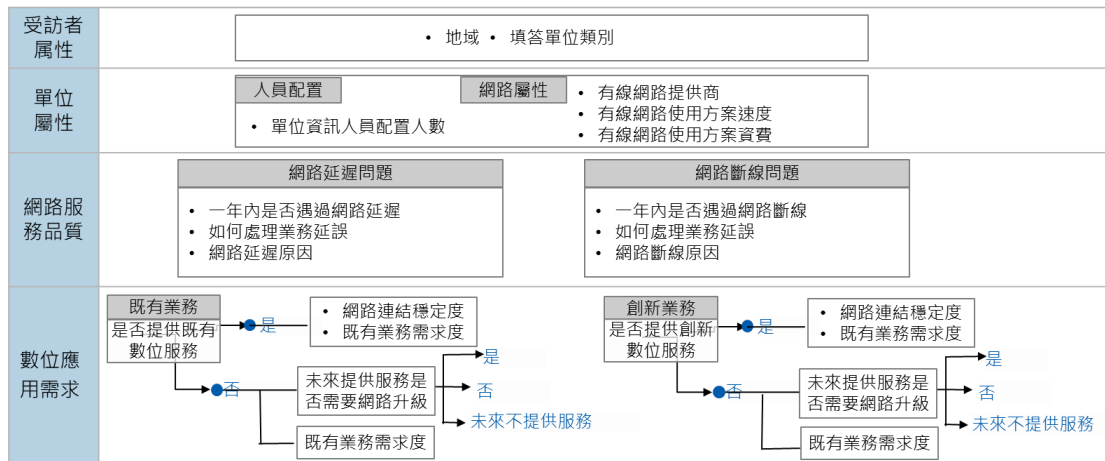 受訪者
属性
• 地域 • 填答單位類別
單位
屬性
人員配置
• 單位資訊人員配置人數
網路屬性
• 有線網路提供商
• 有線網路使用方案速度
• 有線網路使用方案資費
網路服
務品質
網路延遲問題
• 一年內是否遇過網路延遲
• 如何處理業務延誤
• 網路延遲原因
網路斷線問題
• 一年內是否遇過網路斷線
• 如何處理業務延誤
• 網路斷線原因
數位應
用需求
既有業務
是否提供既有
數位服務
是
• 網路連結穩定度
• 既有業務需求度
否
未來提供服務是
否需要網路升級
是
否
未來不提供服務
既有業務需求度
創新業務
是否提供創新
數位服務
是
• 網路連結穩定度
• 既有業務需求度
否
未來提供服務是
否需要網路升級
是
否
未來不提供服務
既有業務需求度